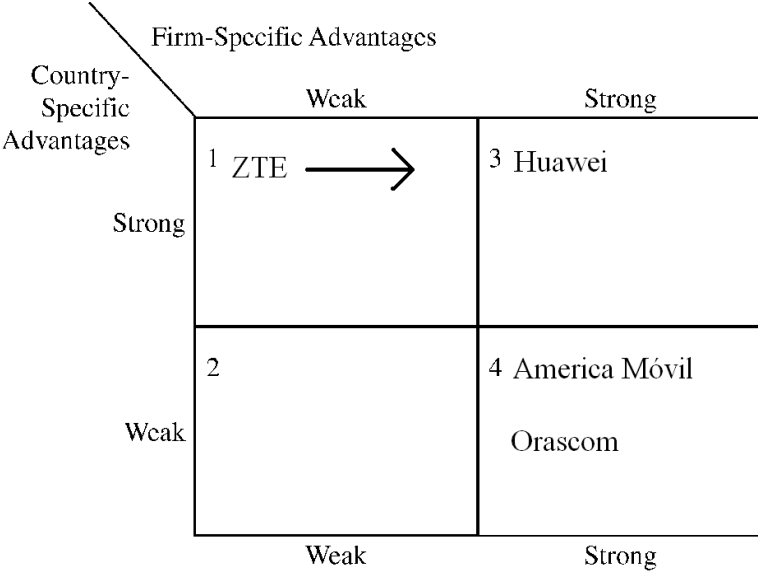 Firm-Specific Advantages
Country-
Specific
Advantages
Weak
Strong
1 ZTE
3 Huawei
Strong
2
4 America Móvil
Weak
Orascom
Weak
Strong